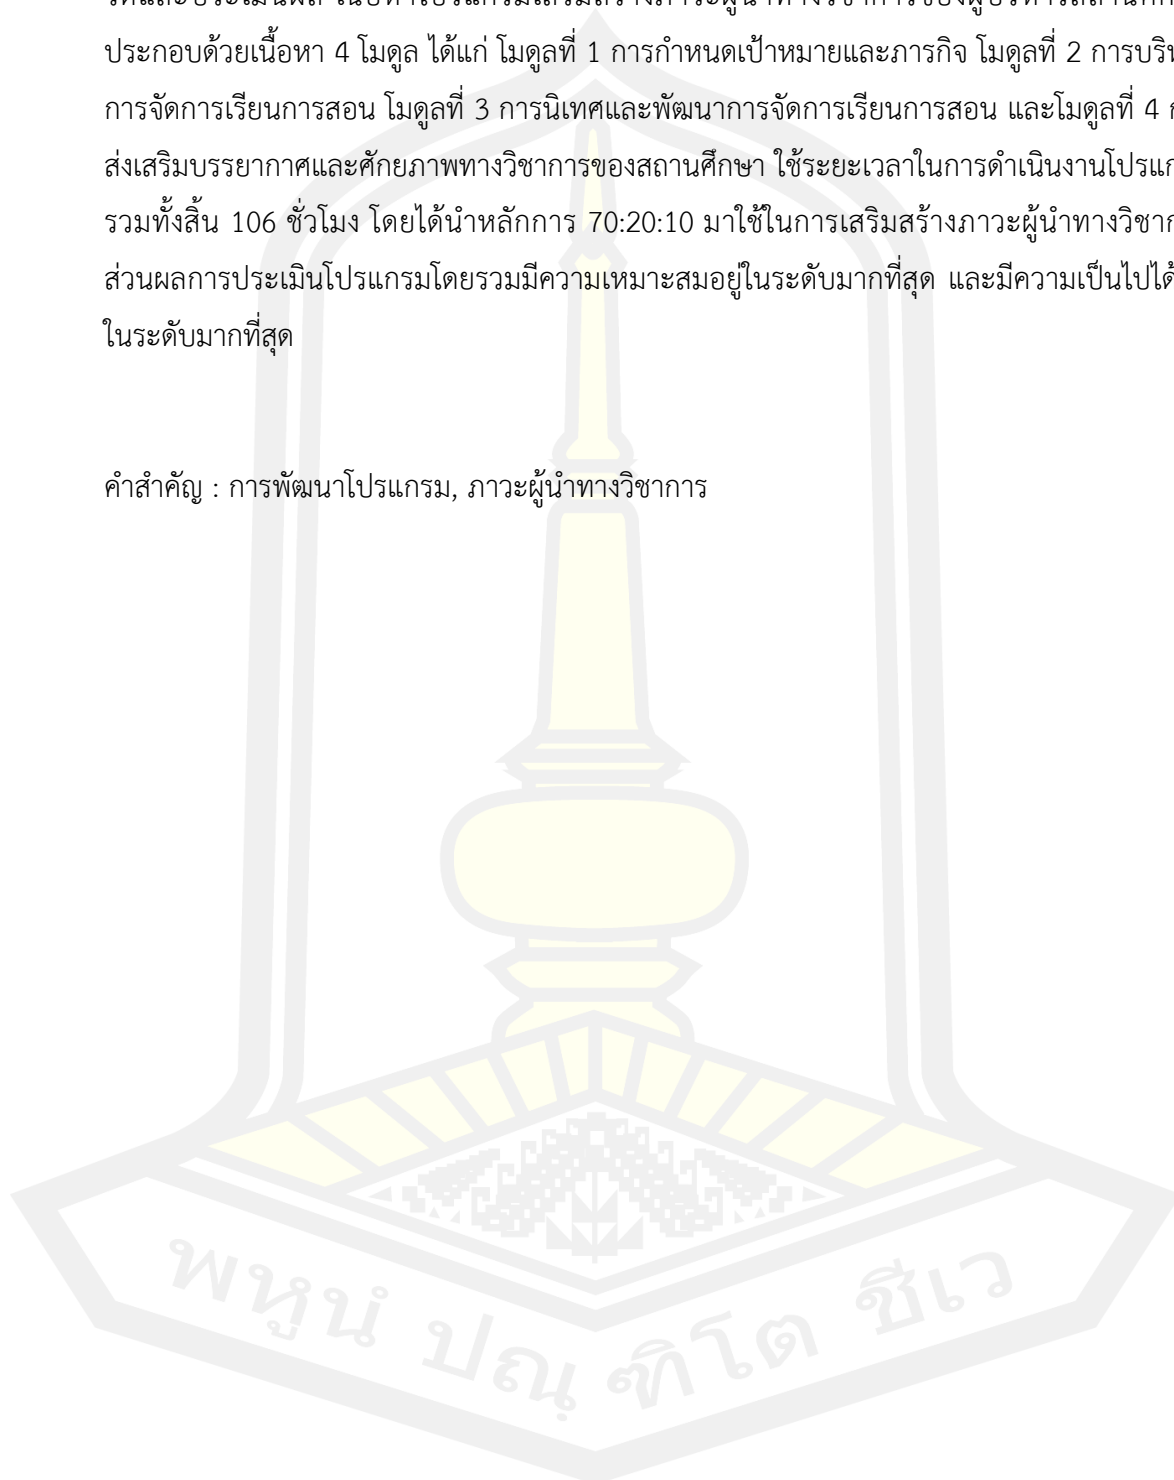 ประกอบด้วยเนื้อหา 4 โมดูล ได้แก่ โมดูลที่ 1 การกำหนดเป้าหมายและภารกิจ โมดูลที่ 2
การจัดการเรียนการสอน โมดูลที่ 3 การนิเทศและพัฒนาการจัดการเรียนการสอน และโมดูลที่ 4
ส่งเสริมบรรยากาศและศักยภาพทางวิชาการของสถานศึกษา ใช้ระยะเวลาในการดำเนินงาน
รวมทั้งสิ้น 106 ชั่วโมง โดยได้นำหลักการ 70:20:10 มาใช้ในการเสริมสร้างภาวะผู้นำทาง
ส่วนผลการประเมินโปรแกรมโดยรวมมีความเหมาะสมอยู่ในระดับมากที่สุด และมีความเป็นไปได้
ในระดับมากที่สุด
คำสำคัญ : การพัฒนาโปรแกรม, ภาวะผู้นำทางวิชาการ
พหูนํ ปณฺฑิโต ชีเว